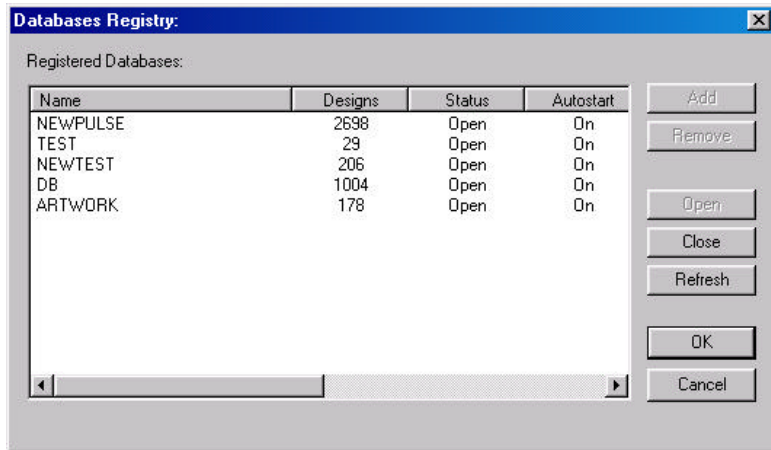 Databases Registry:
Registered Databases:
Name Designs Status Autostart
NEWPULSE 2698 Open On
TEST 29 Open On
NEWTEST 206 Open On
DB 1004 Open On
ARTWORK 178 Open On
Add
Remove
Open
Close
Refresh
OK
Cancel